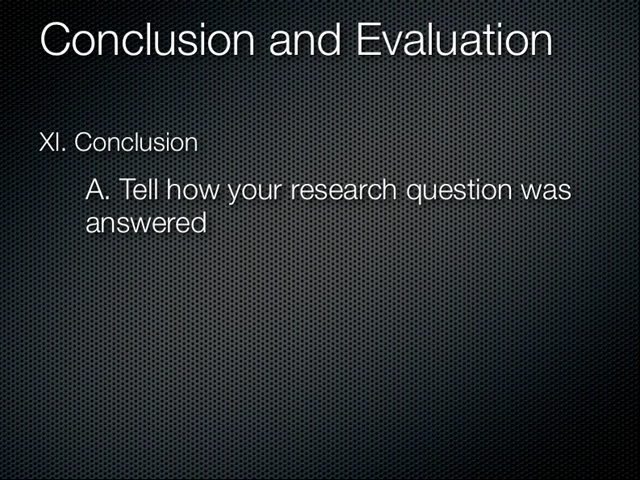 Conclusion and Evaluation
XI. Conclusion
A. Tell how your research question was
answered